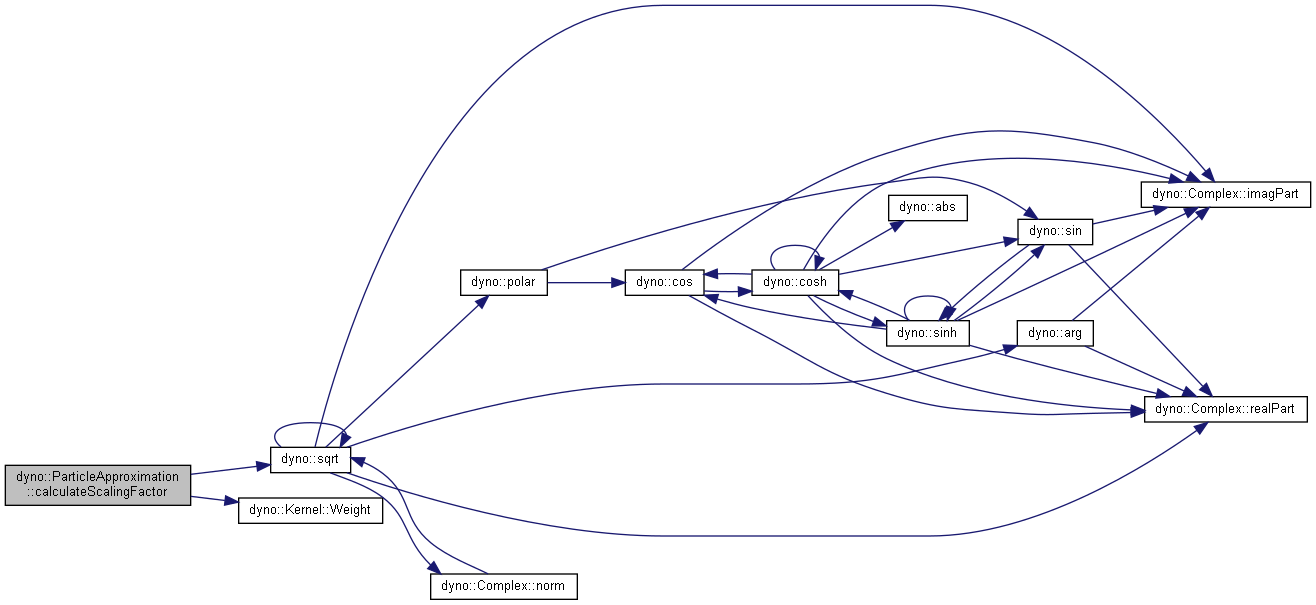 dyno::ParticleApproximation
::calculateScalingFactor
dyno::sqrt
dyno::Kernel::Weight
dyno::polar
dyno::Complex::norm
dyno::cos
dyno::cosh
dyno::abs
dyno::sinh
dyno::sin
dyno::arg
dyno::Complex::imagPart
dyno::Complex::realPart